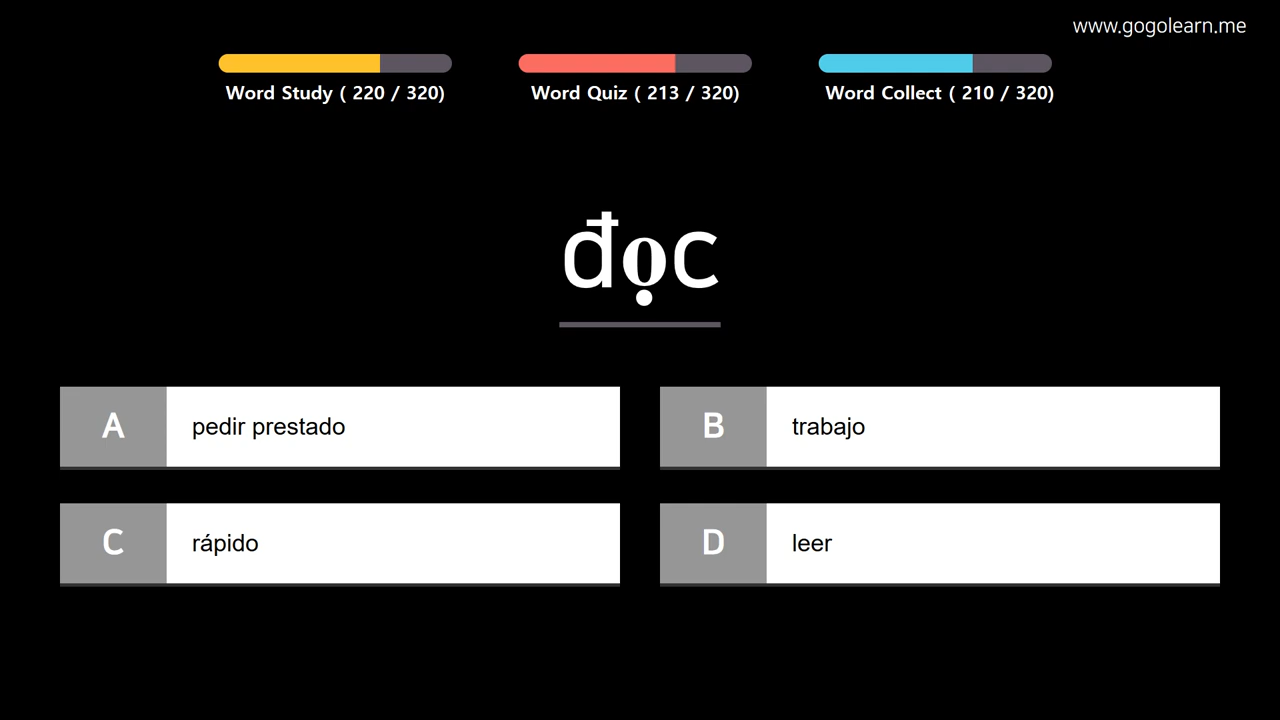 www.gogolearn.me
Word Study ( 220 / 320)
Word Quiz ( 213 / 320)
Word Collect ( 210 / 320)
đọc
A pedir prestado
B trabajo
C rápido
D leer